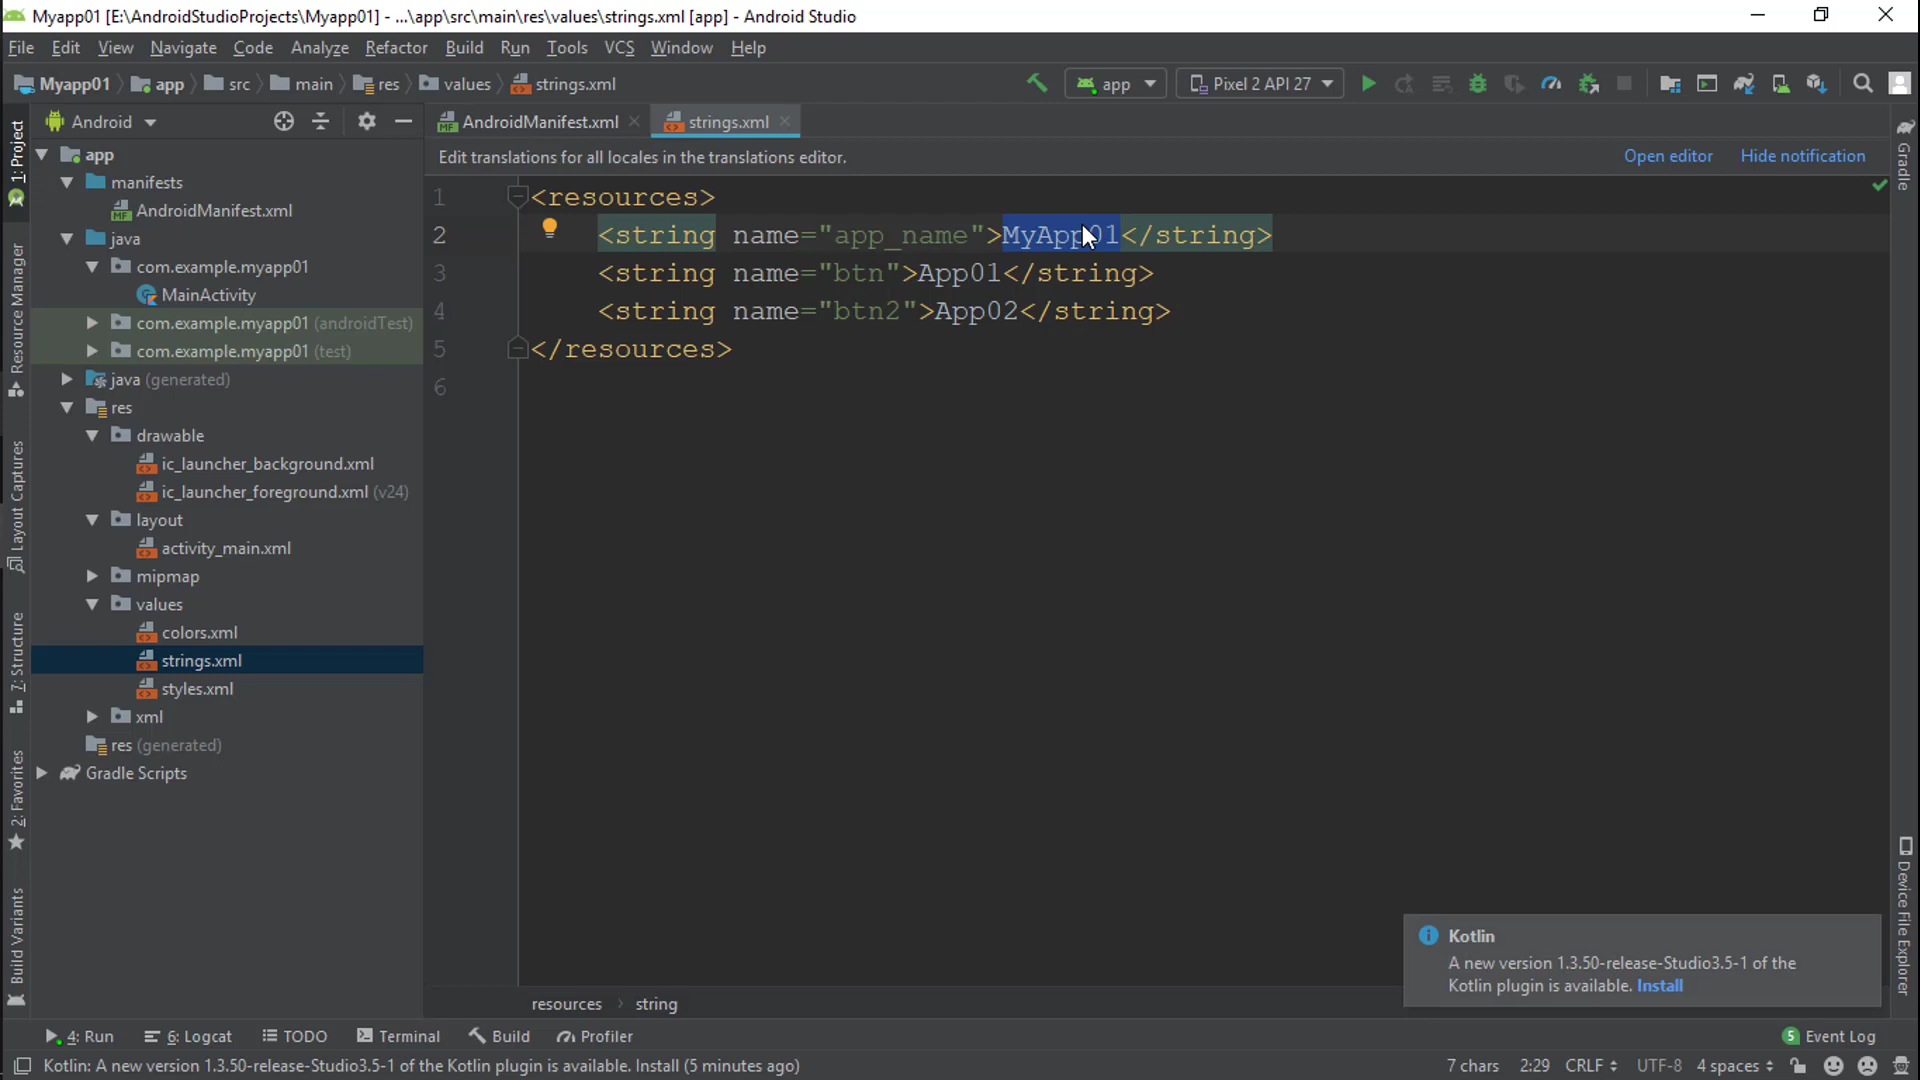 Myapp01 [E:\AndroidStudioProjects\Myapp01] - ...\app\src\main\res\values\strings.xml [app] - Android Studio
File Edit View Navigate Code Analyze Refactor Build Run Tools VCS Window Help
Myapp01 app src main res values strings.xml app Pixel 2 API 27
Android
AndroidManifest.xml strings.xml
Edit translations for all locales in the translations editor. Open editor Hide notification
1: Project
Resource Manager
Layout Captures
7: Structure
2: Favorites
Build Variants
app
manifests
AndroidManifest.xml
java
com.example.myapp01
MainActivity
com.example.myapp01 (androidTest)
com.example.myapp01 (test)
java (generated)
res
drawable
ic_launcher_background.xml
ic_launcher_foreground.xml (v24)
layout
activity_main.xml
mipmap
values
colors.xml
strings.xml
styles.xml
xml
res (generated)
Gradle Scripts
1 <resources>
2 <string name="app_name">MyApp01</string>
3 <string name="btn">App01</string>
4 <string name="btn2">App02</string>
5 </resources>
6
Gradle
Device File Explorer
Kotlin
A new version 1.3.50-release-Studio3.5-1 of the
Kotlin plugin is available. Install
resources string
4: Run 6: Logcat TODO Terminal Build Profiler 5 Event Log
Kotlin: A new version 1.3.50-release-Studio3.5-1 of the Kotlin plugin is available. Install (5 minutes ago) 7 chars 2:29 CRLF UTF-8 4 spaces